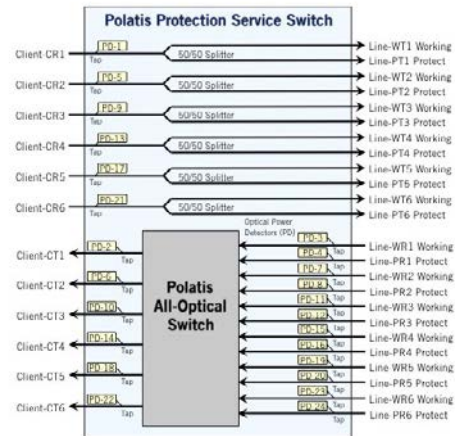 Polatis Protection Service Switch
Client-CR1 PD-1 Tap 50/50 Splitter Line-WT1 Working
Line-PT1 Protect
Client-CR2 PD-5 Tap 50/50 Splitter Line-WT2 Working
Line-PT2 Protect
Client-CR3 PD-9 Tap 50/50 Splitter Line-WT3 Working
Line-PT3 Protect
Client-CR4 PD-13 Tap 50/50 Splitter Line-WT4 Working
Line-PT4 Protect
Client-CR5 PD-17 Tap 50/50 Splitter Line-WT5 Working
Line-PT5 Protect
Client-CR6 PD-21 Tap 50/50 Splitter Line-WT6 Working
Line-PT6 Protect
Optical Power
Detectors (PD)
Polatis
All-Optical
Switch
Client-CT1 PD-2 Tap
Client-CT2 PD-6 Tap
Client-CT3 PD-10 Tap
Client-CT4 PD-14 Tap
Client-CT5 PD-18 Tap
Client-CT6 PD-22 Tap
PD-3 Tap Line-WR1 Working
PD-4 Tap Line-PR1 Protect
PD-7 Tap Line-WR2 Working
PD-8 Tap Line-PR2 Protect
PD-11 Tap Line-WR3 Working
PD-12 Tap Line-PR3 Protect
PD-15 Tap Line-WR4 Working
PD-16 Tap Line-PR4 Protect
PD-19 Tap Line-WR5 Working
PD-20 Tap Line-PR5 Protect
PD-23 Tap Line-WR6 Working
PD-24 Tap Line-PR6 Protect